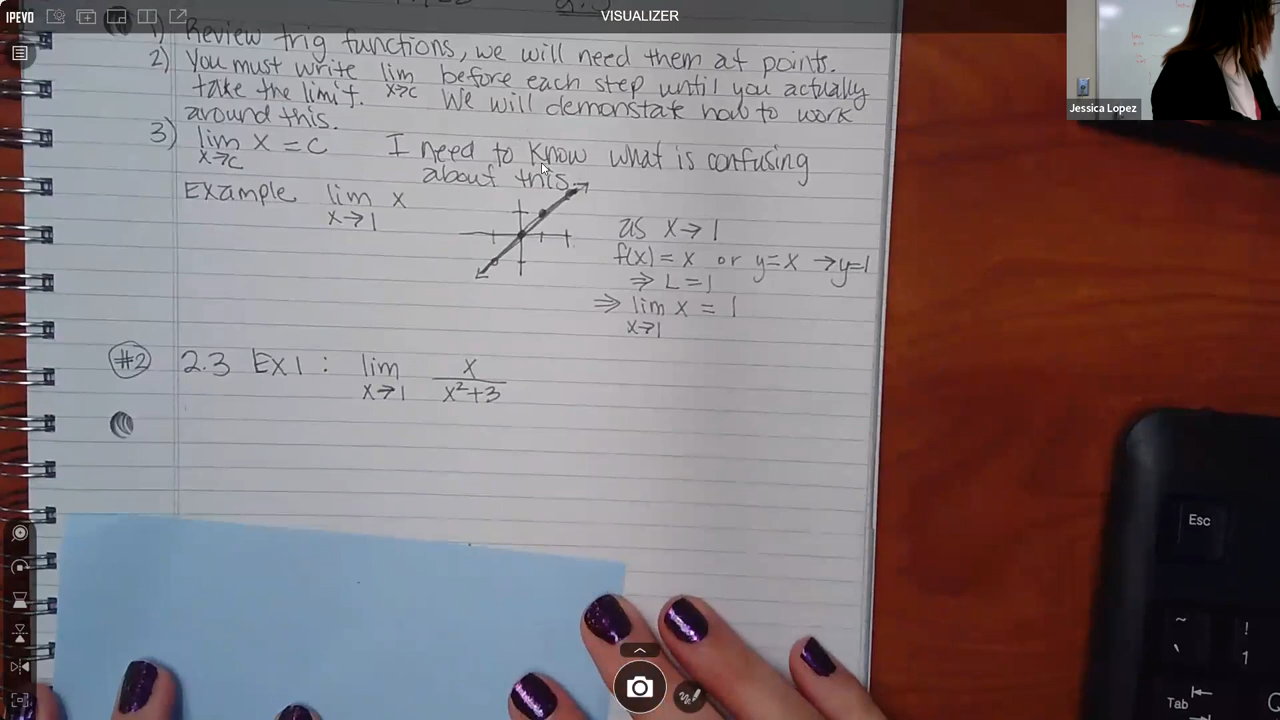 IPEVO
VISUALIZER
Jessica Lopez
1) Review trig functions, we will need them at points.
2) You must write lim x→c before each step until you actually
take the limit. We will demonstate how to work
around this.
3) lim x→c x = c I need to know what is confusing
about this.
Example lim x→1 x
as x→1
f(x) = x or y=x →y=1
⇒ L=1
⇒ lim x→1 x = 1
#2 2.3 Ex1 : lim x→1 x/(x²+3)
Esc
~ `
! 1
Tab
Q